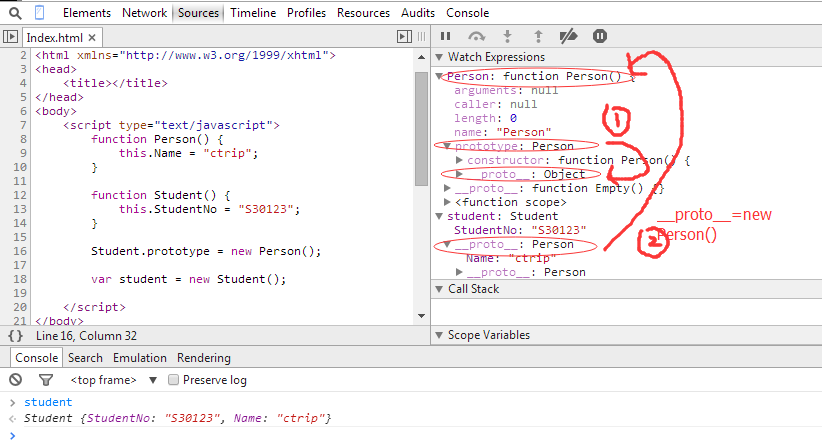 Elements Network Sources Timeline Profiles Resources Audits Console
Index.html ×
2 <html xmlns="http://www.w3.org/1999/xhtml">
3 <head>
4 <title></title>
5 </head>
6 <body>
7 <script type="text/javascript">
8 function Person() {
9 this.Name = "ctrip";
10 }
11
12 function Student() {
13 this.StudentNo = "S30123";
14 }
15
16 Student.prototype = new Person();
17
18 var student = new Student();
19
20 </script>
21 </body>
{} Line 16, Column 32
Watch Expressions
Person: function Person() {
arguments: null
caller: null
length: 0
name: "Person"
prototype: Person
constructor: function Person() {
__proto__: Object
__proto__: function Empty() {}
<function scope>
student: Student
StudentNo: "S30123"
__proto__: Person
Name: "ctrip"
__proto__: Person
1
2
__proto__=new
Person()
Call Stack
Scope Variables
Console Search Emulation Rendering
<top frame> ▼ Preserve log
> student
Student {StudentNo: "S30123", Name: "ctrip"}
>